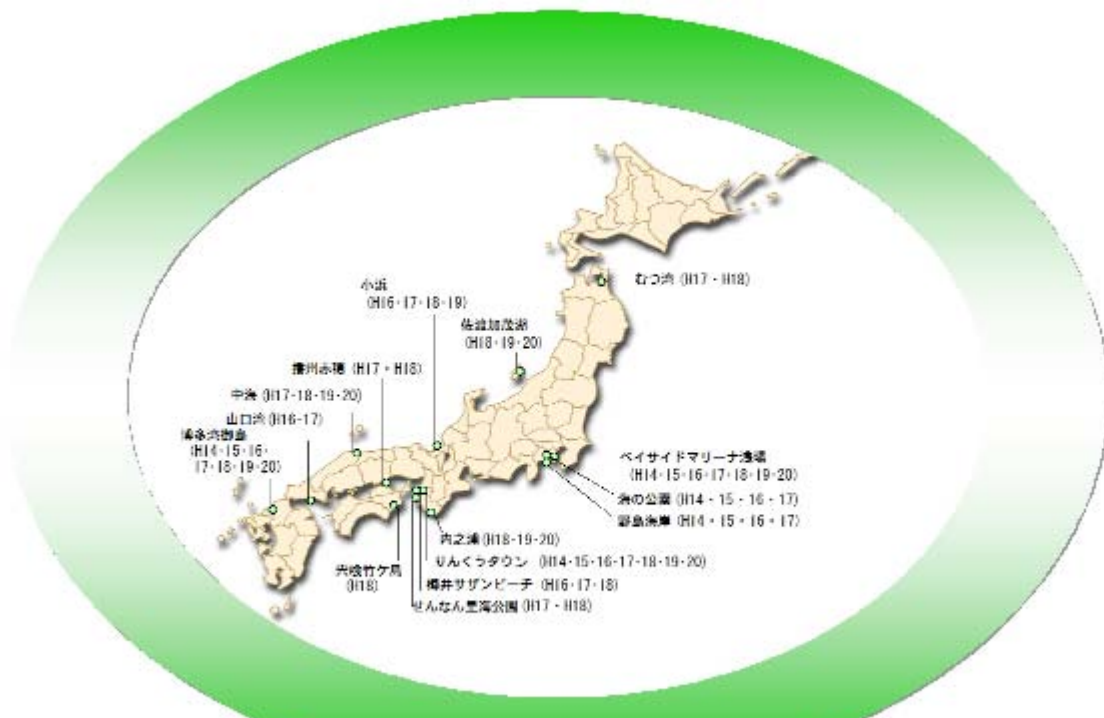 むつ湾 (H17・H18)
小浜
(H16・17・18・19)
佐渡加茂湖
(H18・19・20)
播州赤穂 (H17・H18)
中海 (H17・18・19・20)
山口湾 (H16・17)
博多湾御島
(H14・15・16・
17・18・19・20)
ベイサイドマリーナ
(H14・15・16・17・18・19・20)
海の公園 (H14・15・16・17)
野島海岸 (H14・15・16・17)
内之浦 (H18・19・20)
りんくうタウン (H14・15・16・17・18・19・20)
宍喰竹ケ島
(H18)
樽井サザンビーチ (H16・17・18)
せんなん里海公園 (H17・H18)